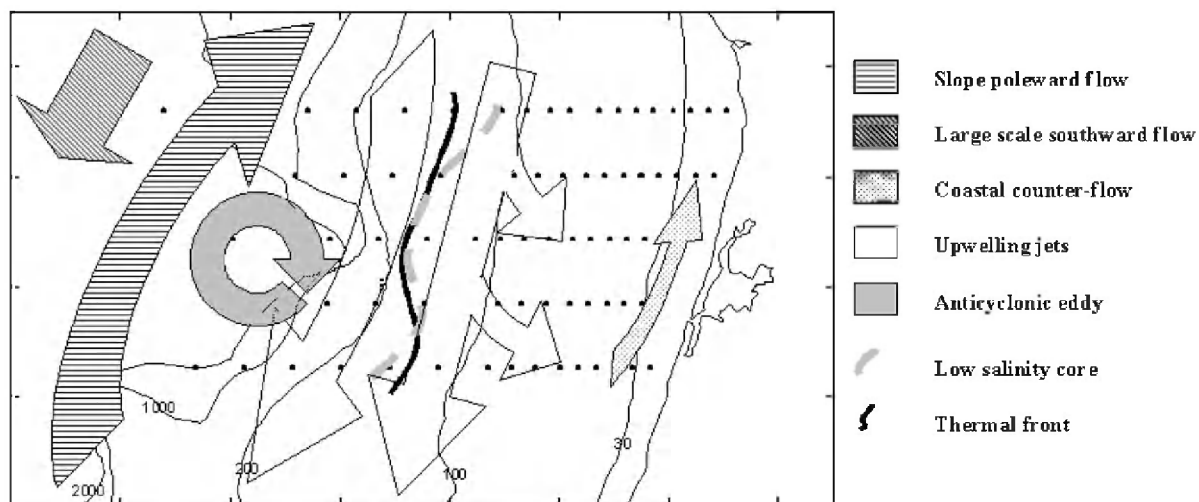 Slope poleward flow
Large scale southward flow
Coastal counter-flow
Upwelling jets
Anticyclonic eddy
Low salinity core
Thermal front
1000
200
2000
100
30